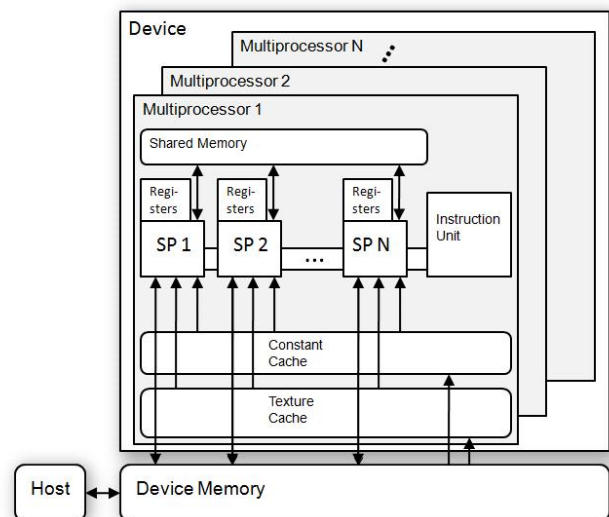 Device
Multiprocessor N
Multiprocessor 2
Multiprocessor 1
Shared Memory
Regi-
sters
Regi-
sters
Regi-
sters
SP 1
SP 2
...
SP N
Instruction
Unit
Constant
Cache
Texture
Cache
Host
Device Memory